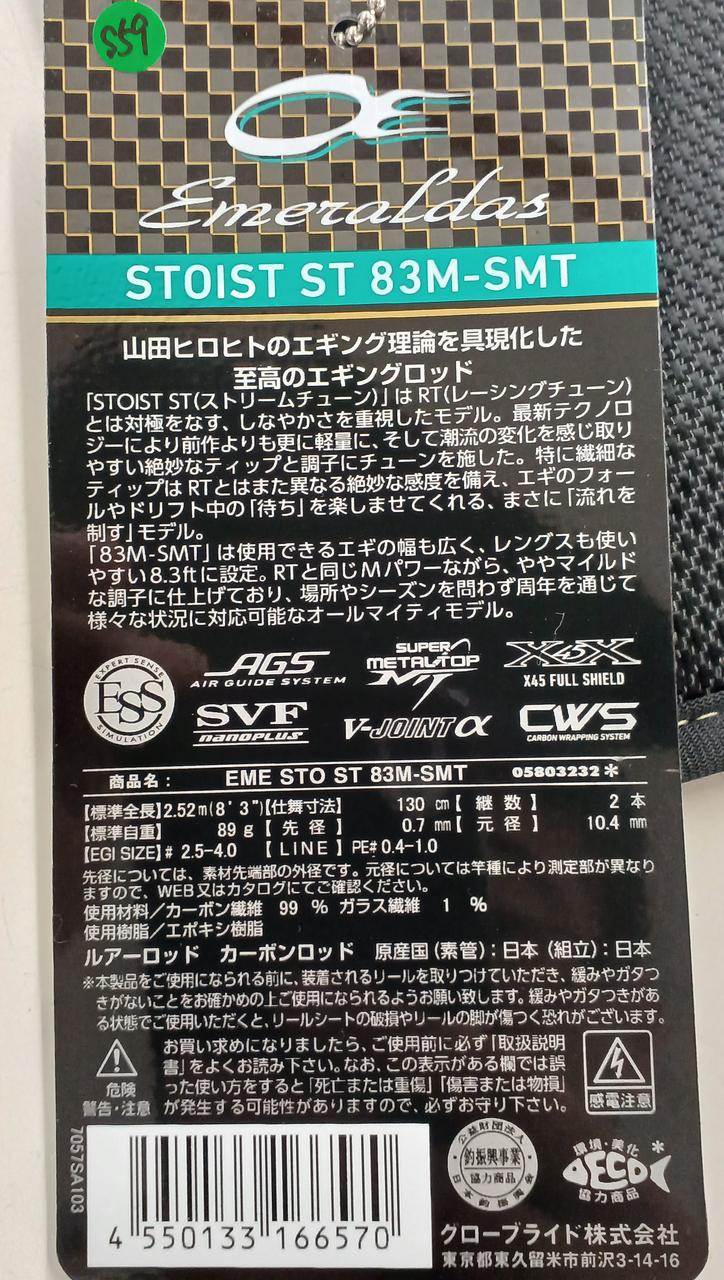 S59
Emeraldas
STOIST ST 83M-SMT
山田ヒロヒトのエギング理論を具現化した
至高のエギングロッド
「STOIST ST(ストリームチューン)」はRT(レーシングチューン)
とは対極をなす、しなやかさを重視したモデル。最新テクノロ
ジーにより前作よりも更に軽量に、そして潮流の変化を感じ取り
やすい絶妙なティップと調子にチューンを施した。特に繊細な
ティップはRTとはまた異なる絶妙な感度を備え、エギのフォー
ルやドリフト中の「待ち」を楽しませてくれる、まさに「流れを
制す」モデル。
「83M-SMT」は使用できるエギの幅も広く、レングスも使い
やすい8.3ftに設定。RTと同じMパワーながら、ややマイルド
な調子に仕上げており、場所やシーズンを問わず周年を通じて
様々な状況に対応可能なオールマイティモデル。
EXPERT SENSE ESS SIMULATION
AGS AIR GUIDE SYSTEM
SUPER METALTOP MT
X45X X45 FULL SHIELD
SVF nanoPLUS
V-JOINTα
CWS CARBON WRAPPING SYSTEM
商品名: EME STO ST 83M-SMT 05803232*
【標準全長】2.52m(8'3")【仕舞寸法】 130 cm【 継 数 】 2 本
【標準自重】 89 g【 先 径 】 0.7 mm【 元 径 】 10.4 mm
【EGI SIZE】# 2.5-4.0 【 LINE 】PE# 0.4-1.0
先径については、素材先端部の外径です。元径については竿種により測定部が異なり
ますので、WEB又はカタログにてご確認ください。
使用材料/カーボン繊維 99 % ガラス繊維 1 %
使用樹脂/エポキシ樹脂
ルアーロッド カーボンロッド 原産国(素管):日本(組立):日本
※本製品をご使用になられる前に、装着されるリールを取りつけていただき、緩みやガタつ
きがないことをお確かめの上ご使用になられるようお願い致します。緩みやガタつきがあ
る状態でご使用いただくと、リールシートの破損やリールの脚が傷つく恐れがございます。
お買い求めになりましたら、ご使用前に必ず「取扱説明
書」をよくお読み下さい。なお、この表示がある欄では誤
った使い方をすると「死亡または重傷」「傷害または物損」
が発生する可能性がありますので、必ずお守り下さい。
危険
警告・注意
感電注意
7057SA103
4 550133 166570
公益財団法人
釣振興事業
協力商品
日本釣振興会
環境・美化
DECO
*
協力商品
グローブライド株式会社
東京都東久留米市前沢3-14-16